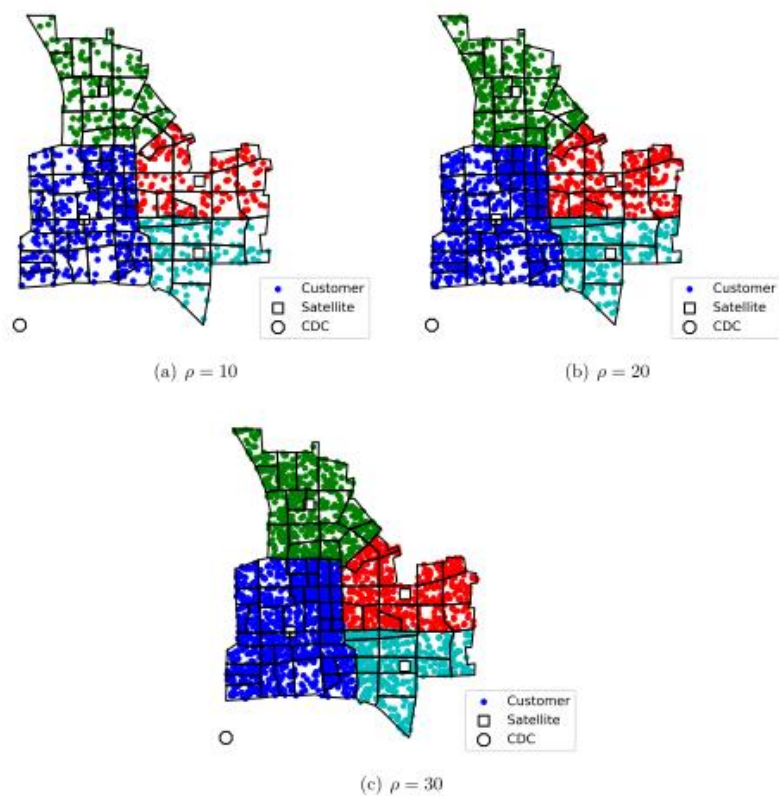 Customer
Satellite
CDC
(a) ρ = 10
Customer
Satellite
CDC
(b) ρ = 20
Customer
Satellite
CDC
(c) ρ = 30